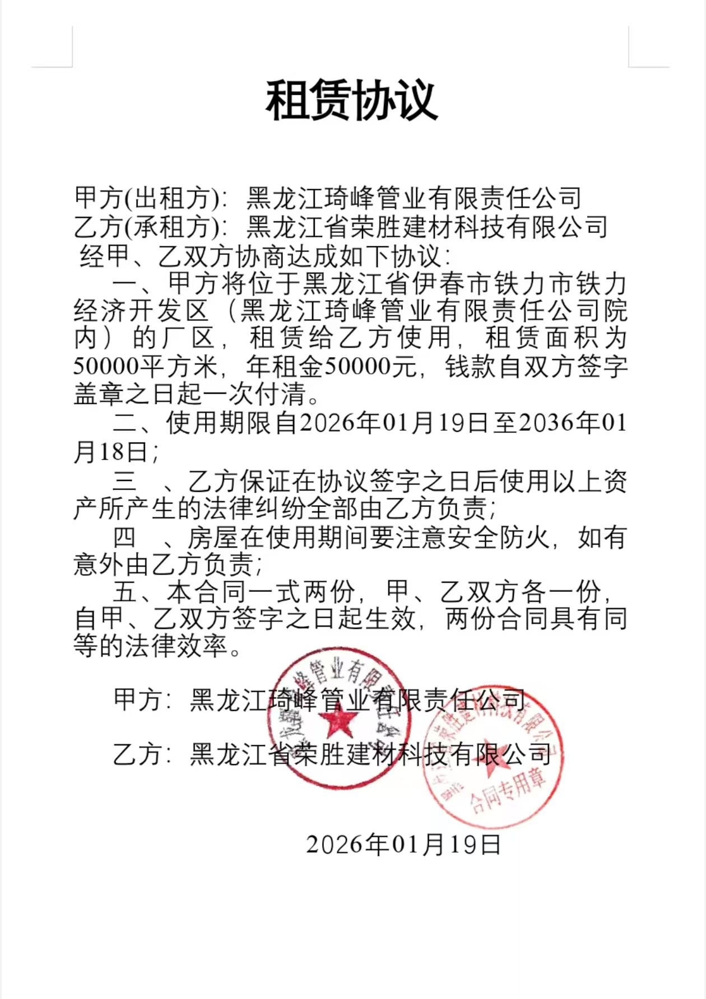 租赁协议
甲方(出租方)：黑龙江琦峰管业有限责任公司
乙方(承租方)：黑龙江省荣胜建材科技有限公司
经甲、乙双方协商达成如下协议：
一、甲方将位于黑龙江省伊春市铁力市铁力
经济开发区（黑龙江琦峰管业有限责任公司院
内）的厂区，租赁给乙方使用，租赁面积为
50000平方米，年租金50000元，钱款自双方签字
盖章之日起一次付清。
二、使用期限自2026年01月19日至2036年01
月18日；
三　、乙方保证在协议签字之日后使用以上资
产所产生的法律纠纷全部由乙方负责；
四　、房屋在使用期间要注意安全防火，如有
意外由乙方负责；
五、本合同一式两份，甲、乙双方各一份，
自甲、乙双方签字之日起生效，两份合同具有同
等的法律效率。
甲方：黑龙江琦峰管业有限责任公司
乙方：黑龙江省荣胜建材科技有限公司
管业有限
建材科技有限公司
合同专用章
2026年01月19日